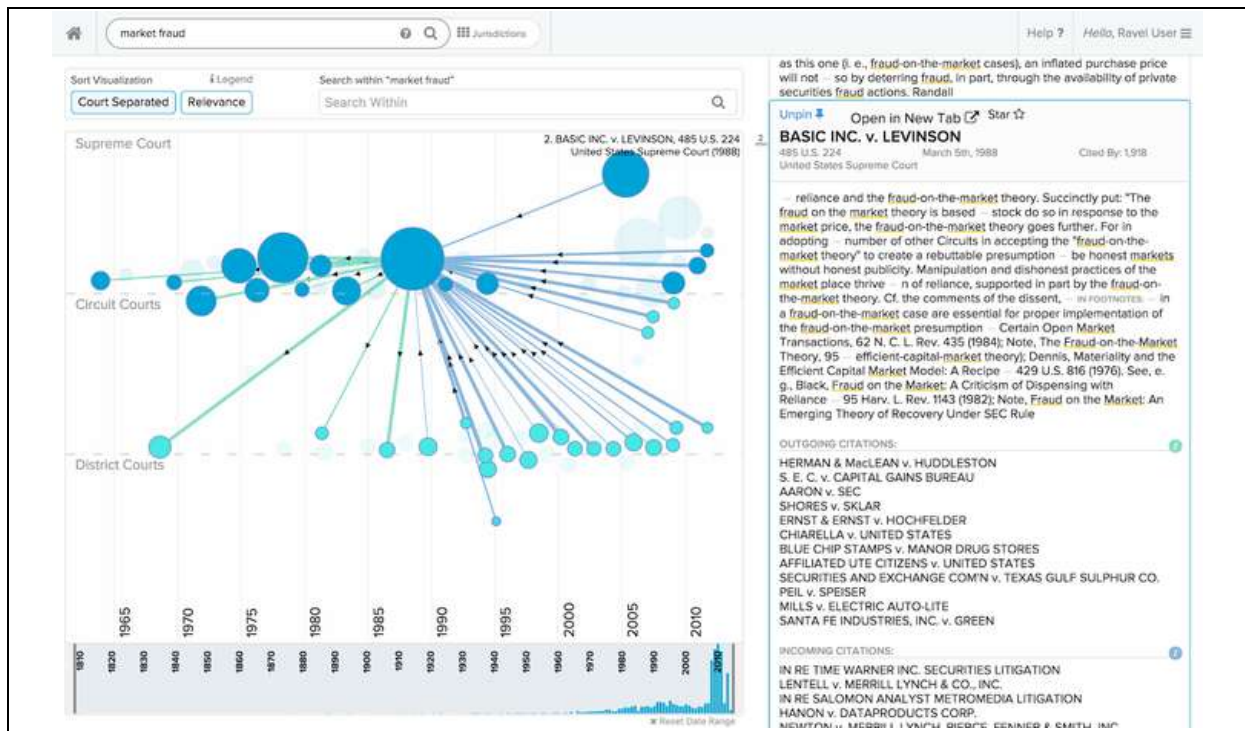 market fraud
Jurisdictions
Help ?
Hello, Ravel User
Sort Visualization
Legend
Court Separated
Relevance
Search within "market fraud"
Search Within
Supreme Court
2. BASIC INC. v. LEVINSON, 485 U.S. 224
United States Supreme Court (1988)
Circuit Courts
District Courts
1965
1970
1975
1980
1985
1990
1995
2000
2005
2010
1810
1820
1830
1840
1850
1860
1870
1880
1890
1900
1910
1920
1930
1940
1950
1960
1970
1980
1990
2000
2010
Reset Date Range
as this one (i. e., fraud-on-the-market cases), an inflated purchase price
will not — so by deterring fraud, in part, through the availability of private
securities fraud actions. Randall
2
Unpin
Open in New Tab
Star
BASIC INC. v. LEVINSON
485 U.S. 224
March 5th, 1988
Cited By: 1,918
United States Supreme Court
— reliance and the fraud-on-the-market theory. Succinctly put: "The
fraud on the market theory is based — stock do so in response to the
market price, the fraud-on-the-market theory goes further. For in
adopting — number of other Circuits in accepting the "fraud-on-the-
market theory" to create a rebuttable presumption — be honest markets
without honest publicity. Manipulation and dishonest practices of the
market place thrive — n of reliance, supported in part by the fraud-on-
the-market theory. Cf. the comments of the dissent, — IN FOOTNOTES: — in
a fraud-on-the-market case are essential for proper implementation of
the fraud-on-the-market presumption — Certain Open Market
Transactions, 62 N. C. L. Rev. 435 (1984); Note, The Fraud-on-the-Market
Theory, 95 — efficient-capital-market theory); Dennis, Materiality and the
Efficient Capital Market Model: A Recipe — 429 U.S. 816 (1976). See, e.
g., Black, Fraud on the Market: A Criticism of Dispensing with
Reliance — 95 Harv. L. Rev. 1143 (1982); Note, Fraud on the Market: An
Emerging Theory of Recovery Under SEC Rule
OUTGOING CITATIONS:
HERMAN & MacLEAN v. HUDDLESTON
S. E. C. v. CAPITAL GAINS BUREAU
AARON v. SEC
SHORES v. SKLAR
ERNST & ERNST v. HOCHFELDER
CHIARELLA v. UNITED STATES
BLUE CHIP STAMPS v. MANOR DRUG STORES
AFFILIATED UTE CITIZENS v. UNITED STATES
SECURITIES AND EXCHANGE COM'N v. TEXAS GULF SULPHUR CO.
PEIL v. SPEISER
MILLS v. ELECTRIC AUTO-LITE
SANTA FE INDUSTRIES, INC. v. GREEN
INCOMING CITATIONS:
IN RE TIME WARNER INC. SECURITIES LITIGATION
LENTELL v. MERRILL LYNCH & CO., INC.
IN RE SALOMON ANALYST METROMEDIA LITIGATION
HANON v. DATAPRODUCTS CORP.
NEWTON v. MERRILL LYNCH, PIERCE, FENNER & SMITH, INC.